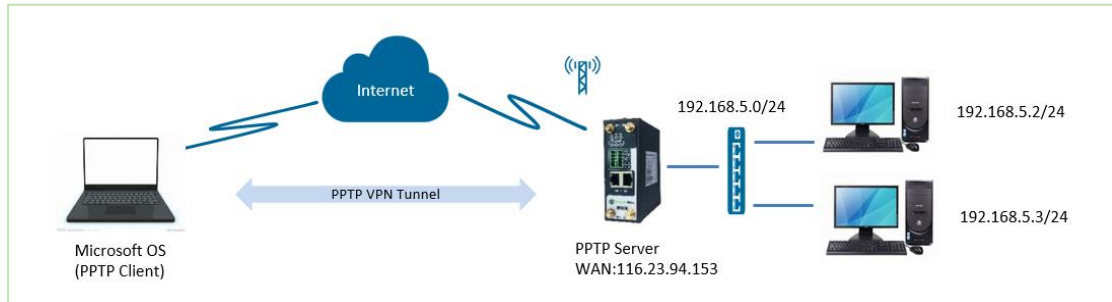 Internet
192.168.5.0/24
192.168.5.2/24
PPTP VPN Tunnel
192.168.5.3/24
Microsoft OS
(PPTP Client)
PPTP Server
WAN:116.23.94.153